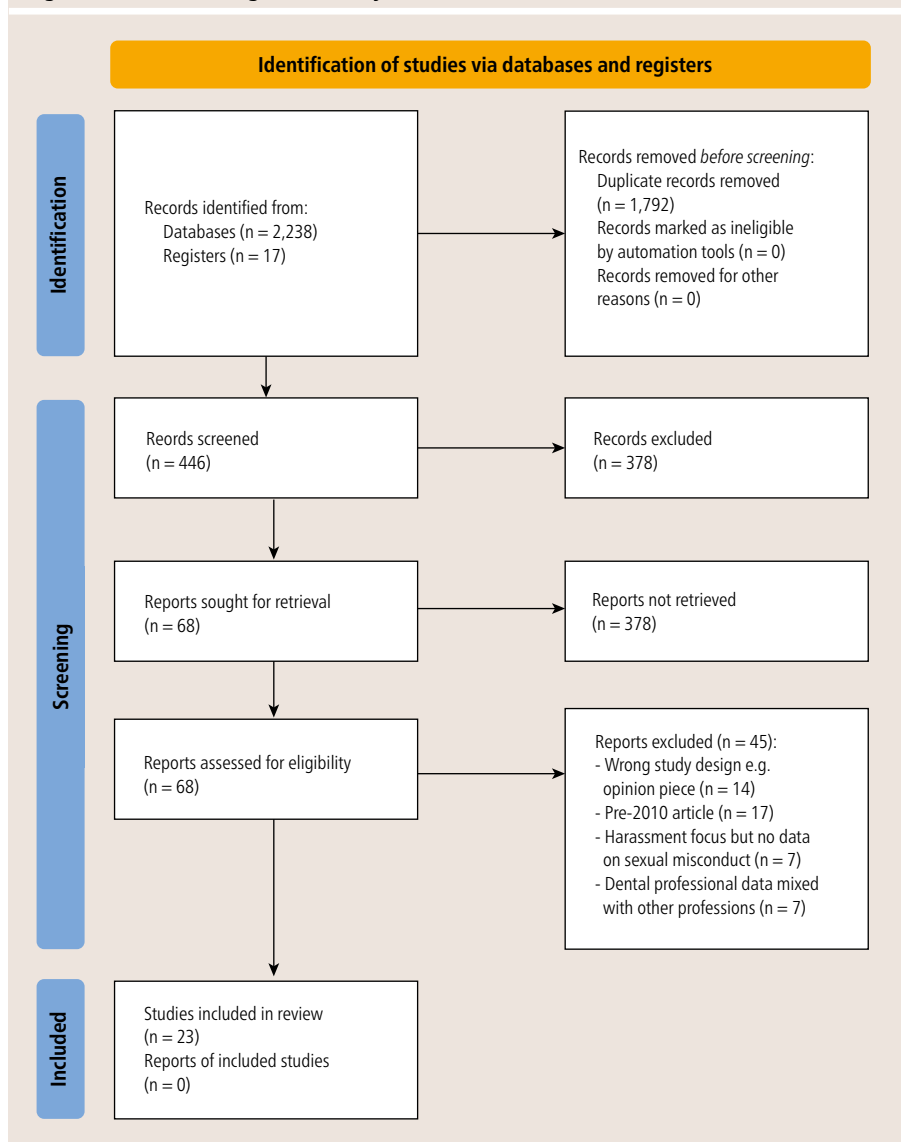 Identification of studies via databases and registers
Identification
Records identified from:
Databases (n = 2,238)
Registers (n = 17)
Records removed before screening:
Duplicate records removed
(n = 1,792)
Records marked as ineligible
by automation tools (n = 0)
Records removed for other
reasons (n = 0)
Screening
Reords screened
(n = 446)
Records excluded
(n = 378)
Reports sought for retrieval
(n = 68)
Reports not retrieved
(n = 378)
Reports assessed for eligibility
(n = 68)
Reports excluded (n = 45):
- Wrong study design e.g.
opinion piece (n = 14)
- Pre-2010 article (n = 17)
- Harassment focus but no data
on sexual misconduct (n = 7)
- Dental professional data mixed
with other professions (n = 7)
Included
Studies included in review
(n = 23)
Reports of included studies
(n = 0)